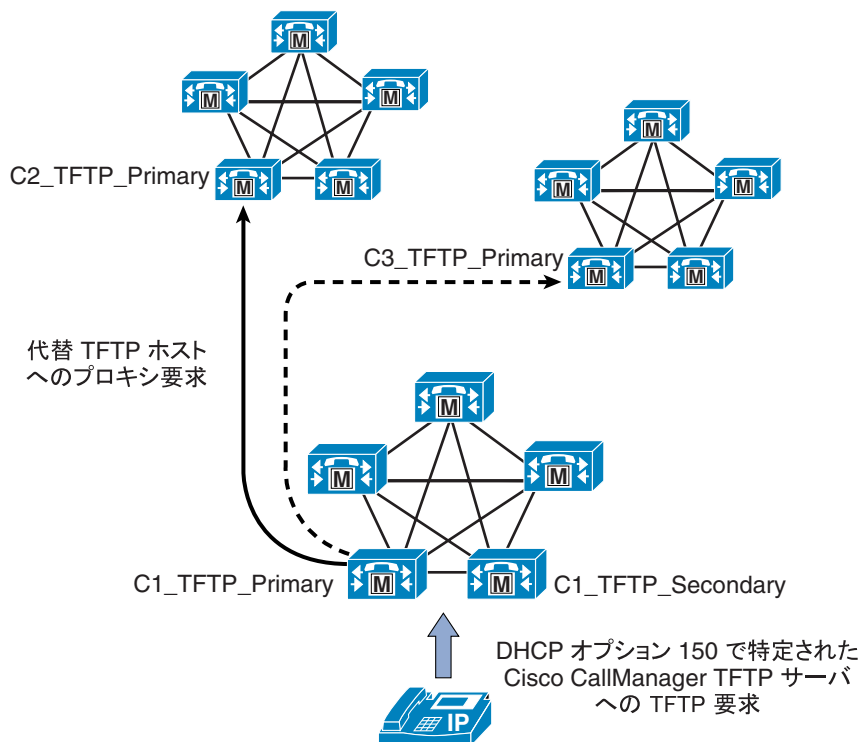 M
M
M
M
M
C2_TFTP_Primary
M
M
M
M
M
C3_TFTP_Primary
代替 TFTP ホスト
へのプロキシ要求
M
M
M
M
M
C1_TFTP_Primary
C1_TFTP_Secondary
DHCP オプション 150 で特定された
Cisco CallManager TFTP サーバ
への TFTP 要求
IP